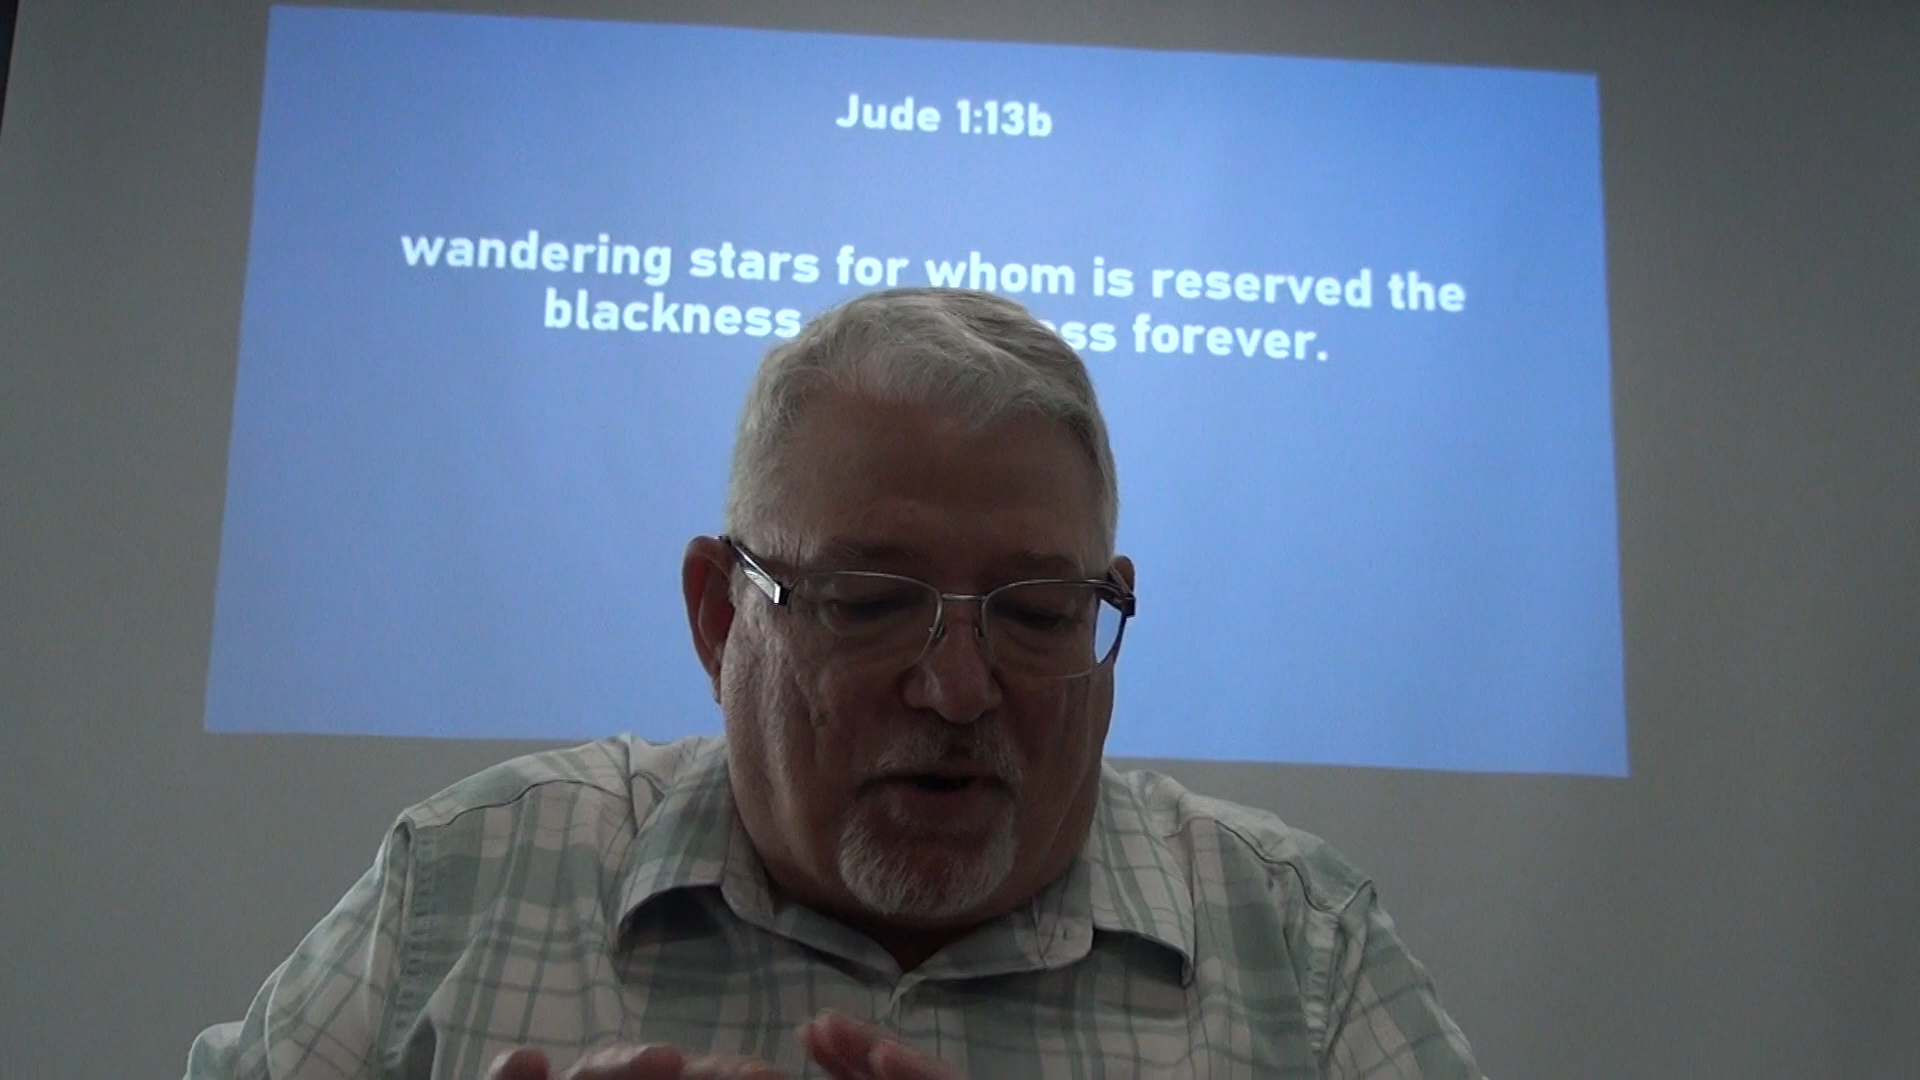 Jude 1:13b
wandering stars for whom is reserved the
blackness forever.